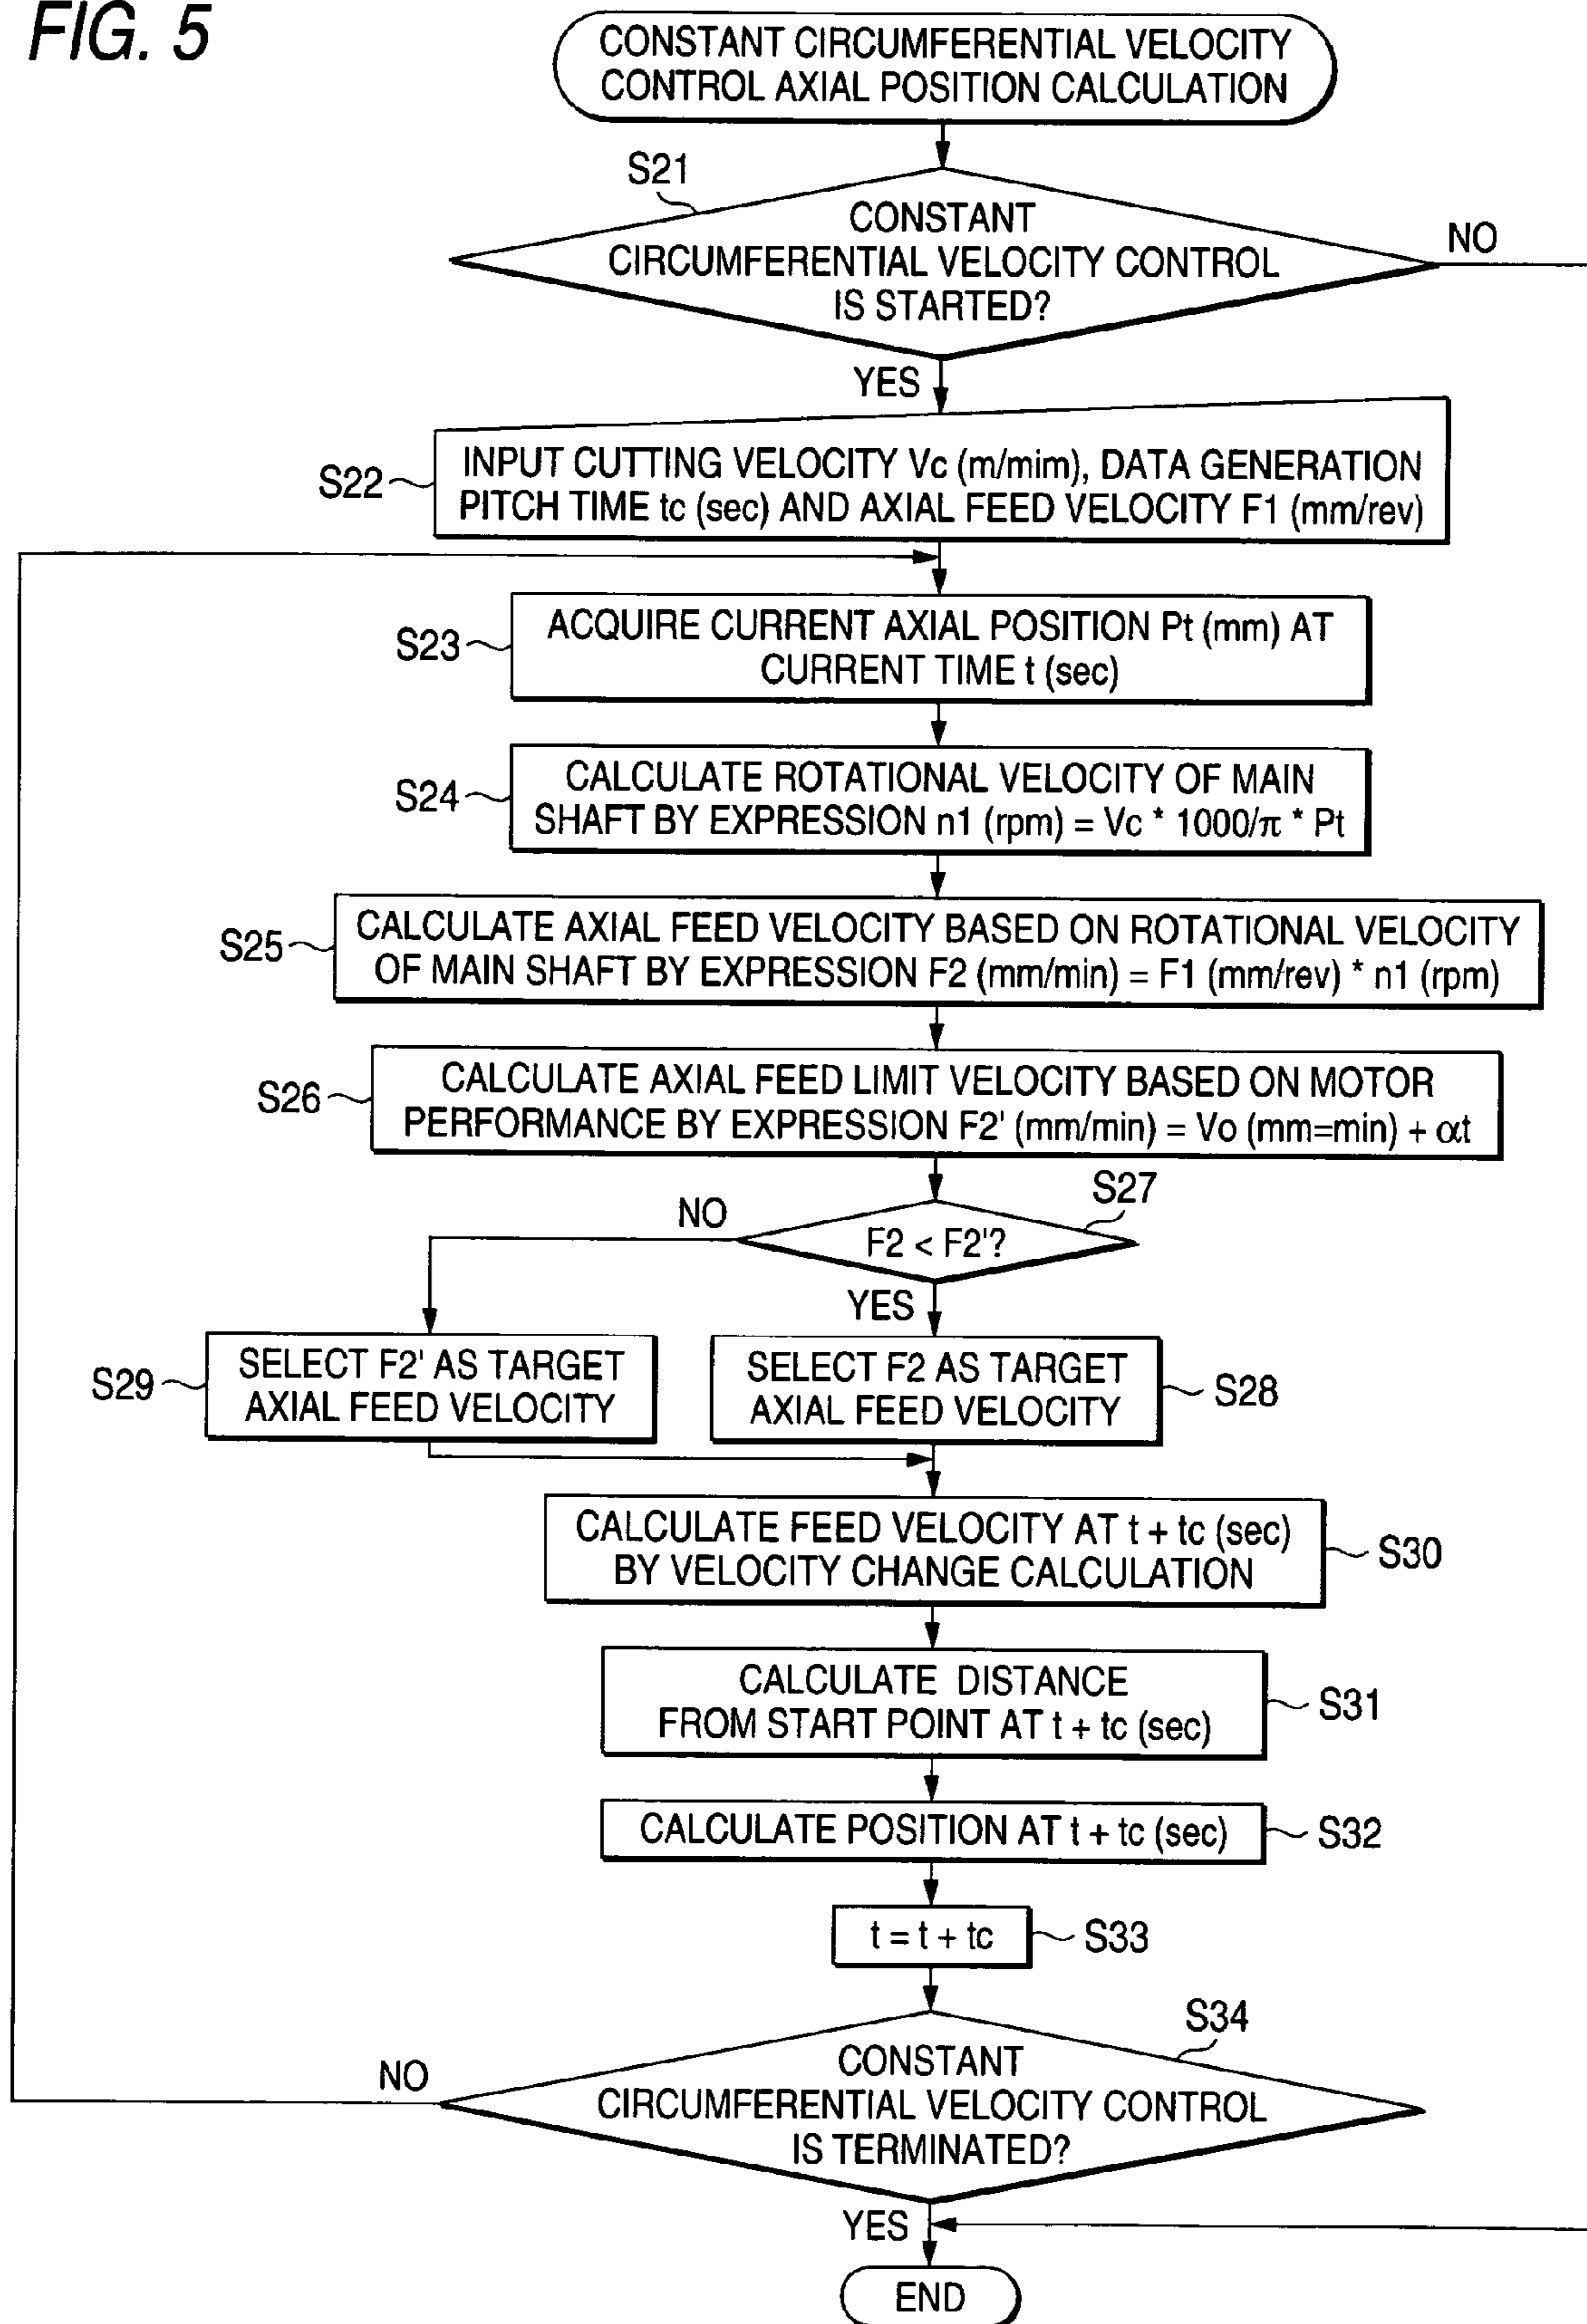 FIG. 5
CONSTANT CIRCUMFERENTIAL VELOCITY
CONTROL AXIAL POSITION CALCULATION
S21
CONSTANT
CIRCUMFERENTIAL VELOCITY CONTROL
IS STARTED?
NO
YES
S22
INPUT CUTTING VELOCITY Vc (m/mim), DATA GENERATION
PITCH TIME tc (sec) AND AXIAL FEED VELOCITY F1 (mm/rev)
S23
ACQUIRE CURRENT AXIAL POSITION Pt (mm) AT
CURRENT TIME t (sec)
S24
CALCULATE ROTATIONAL VELOCITY OF MAIN
SHAFT BY EXPRESSION n1 (rpm) = Vc * 1000/π * Pt
S25
CALCULATE AXIAL FEED VELOCITY BASED ON ROTATIONAL VELOCITY
OF MAIN SHAFT BY EXPRESSION F2 (mm/min) = F1 (mm/rev) * n1 (rpm)
S26
CALCULATE AXIAL FEED LIMIT VELOCITY BASED ON MOTOR
PERFORMANCE BY EXPRESSION F2' (mm/min) = Vo (mm=min) + αt
S27
F2 < F2'?
NO
YES
S29
SELECT F2' AS TARGET
AXIAL FEED VELOCITY
SELECT F2 AS TARGET
AXIAL FEED VELOCITY
S28
CALCULATE FEED VELOCITY AT t + tc (sec)
BY VELOCITY CHANGE CALCULATION
S30
CALCULATE DISTANCE
FROM START POINT AT t + tc (sec)
S31
CALCULATE POSITION AT t + tc (sec)
S32
t = t + tc
S33
S34
CONSTANT
CIRCUMFERENTIAL VELOCITY CONTROL
IS TERMINATED?
NO
YES
END